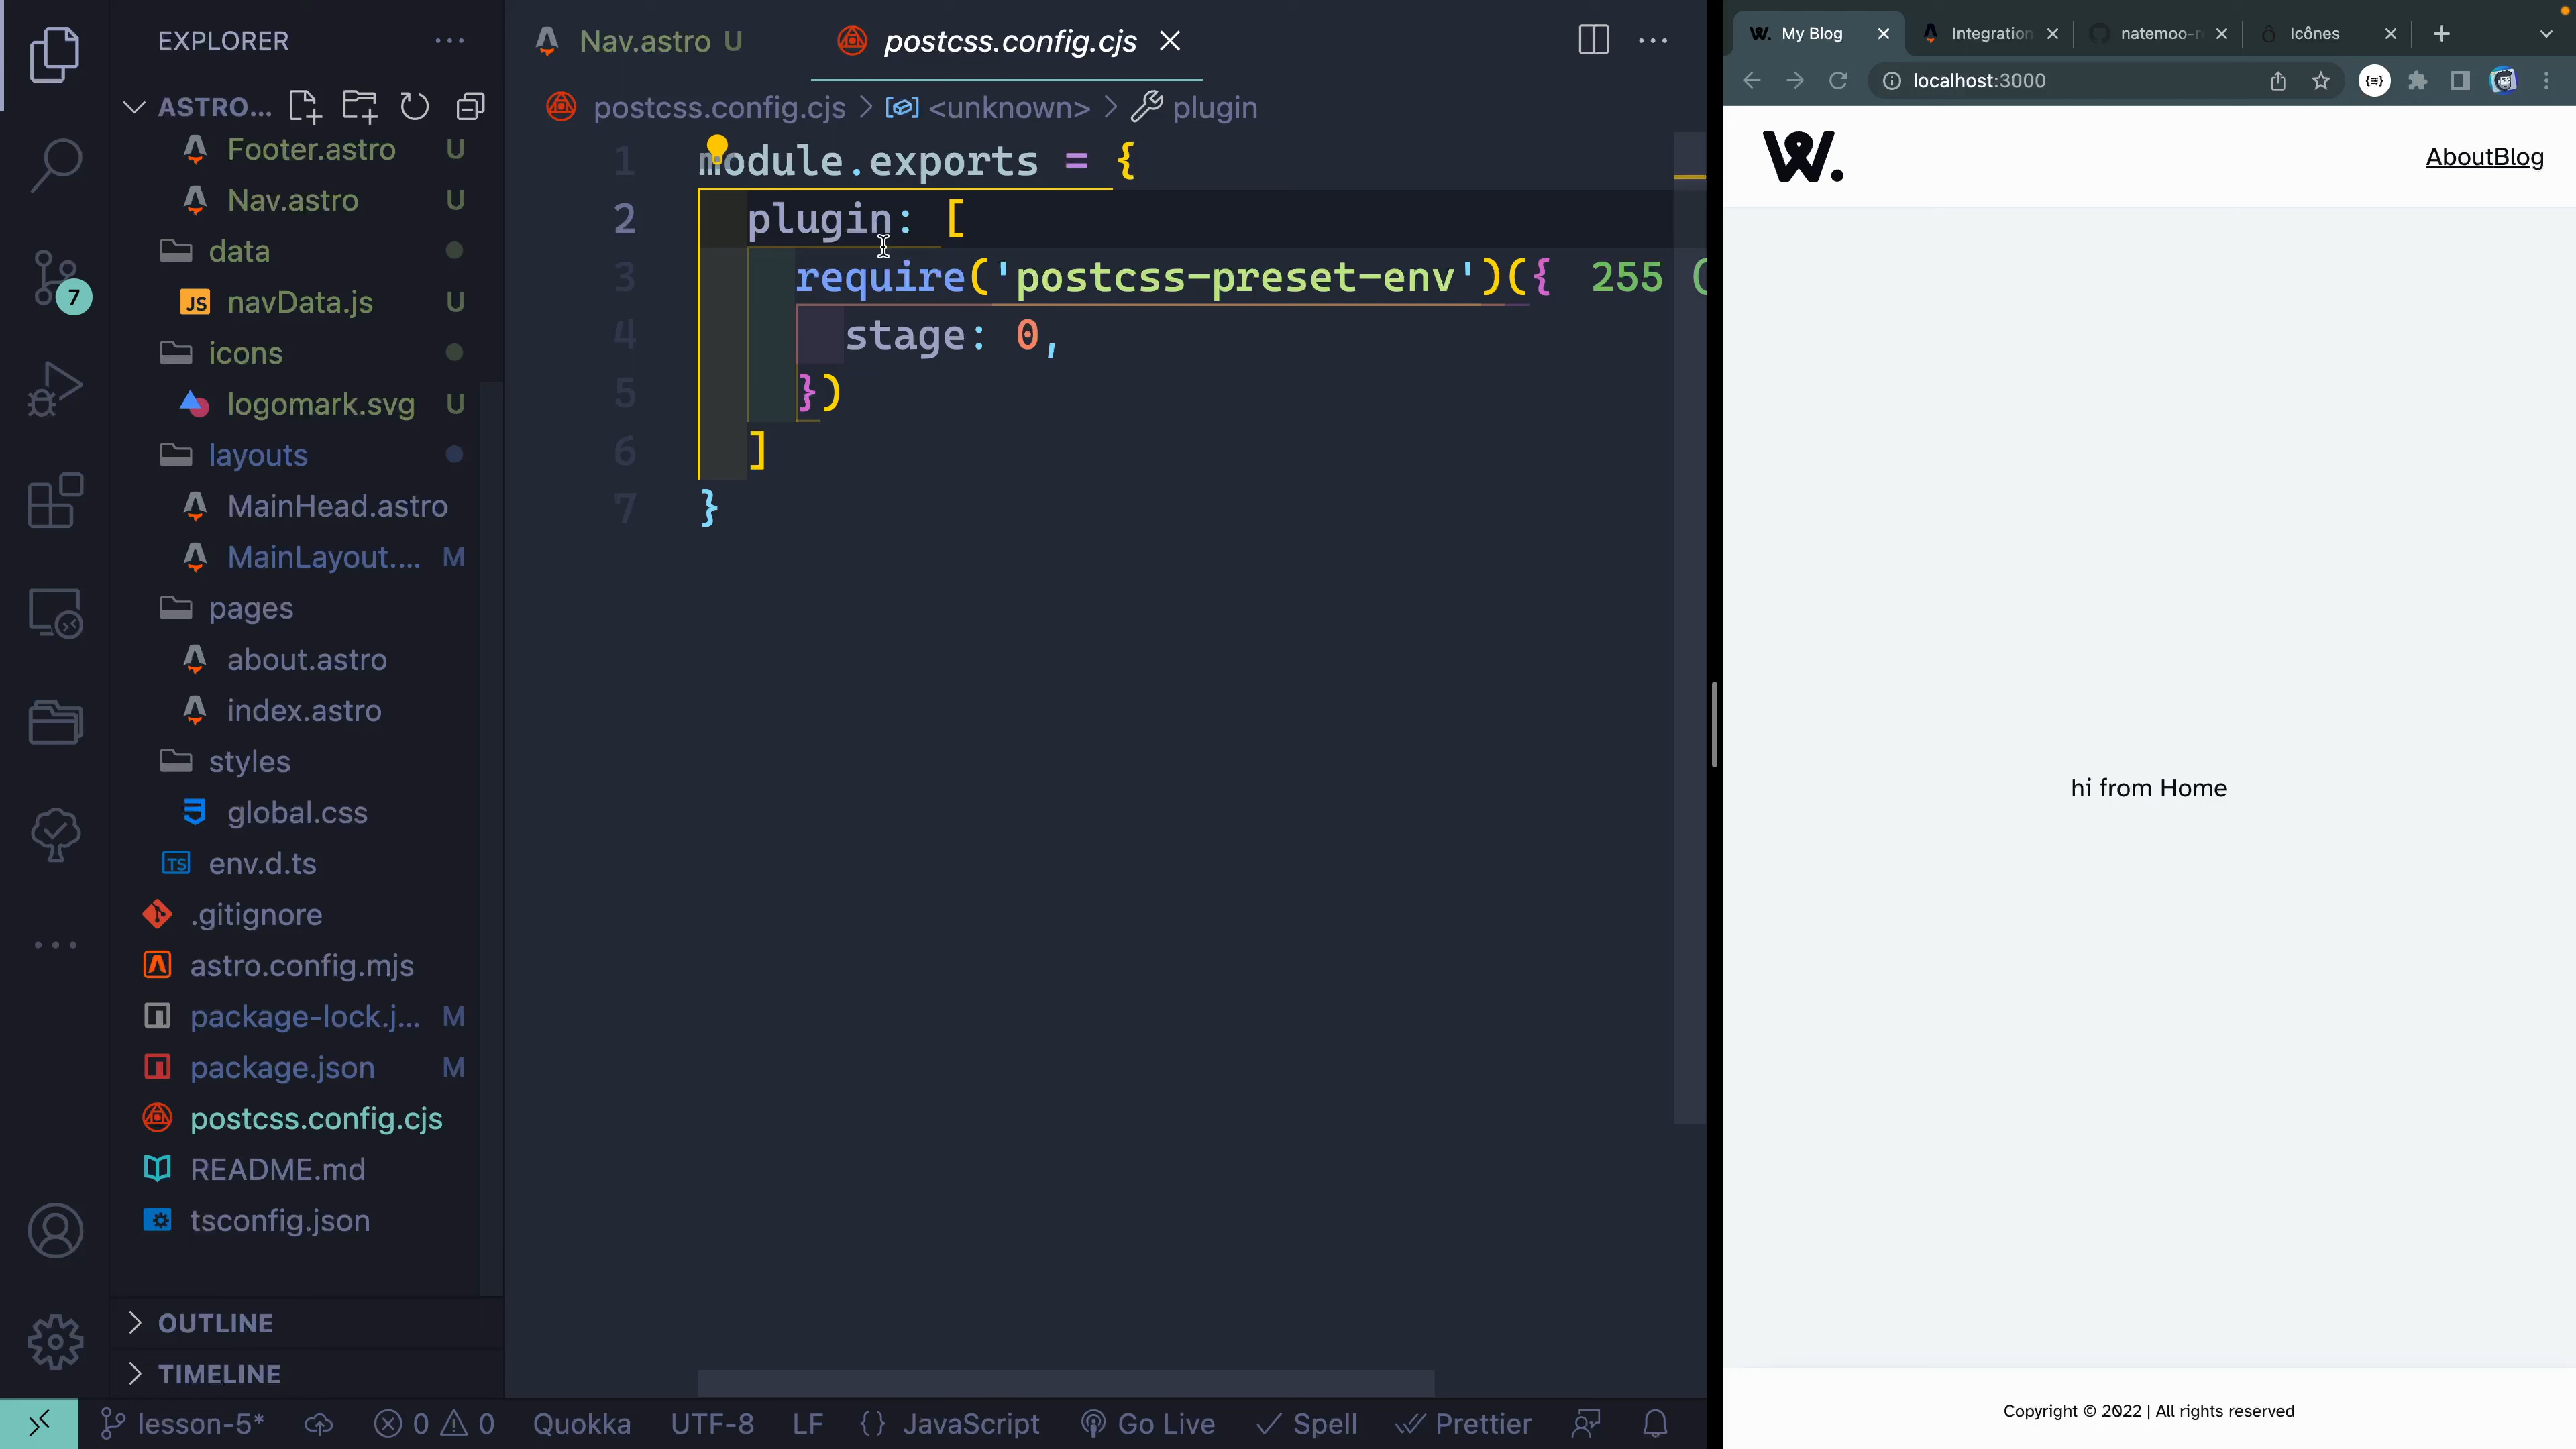 EXPLORER
ASTRO...
Footer.astro U
Nav.astro U
data
JS navData.js U
icons
logomark.svg U
layouts
MainHead.astro
MainLayout.... M
pages
about.astro
index.astro
styles
global.css
TS env.d.ts
.gitignore
astro.config.mjs
package-lock.j... M
package.json M
postcss.config.cjs
README.md
tsconfig.json
OUTLINE
TIMELINE
7
Nav.astro U
postcss.config.cjs
postcss.config.cjs > <unknown> > plugin
1 module.exports = {
2 plugin: [
3 require('postcss-preset-env')({ 255 (
4 stage: 0,
5 })
6 ]
7 }
lesson-5* 0 0 Quokka UTF-8 LF {} JavaScript Go Live Spell Prettier
W. My Blog
Integration
natemoo-r
Icônes
localhost:3000
W.
AboutBlog
hi from Home
Copyright © 2022 | All rights reserved